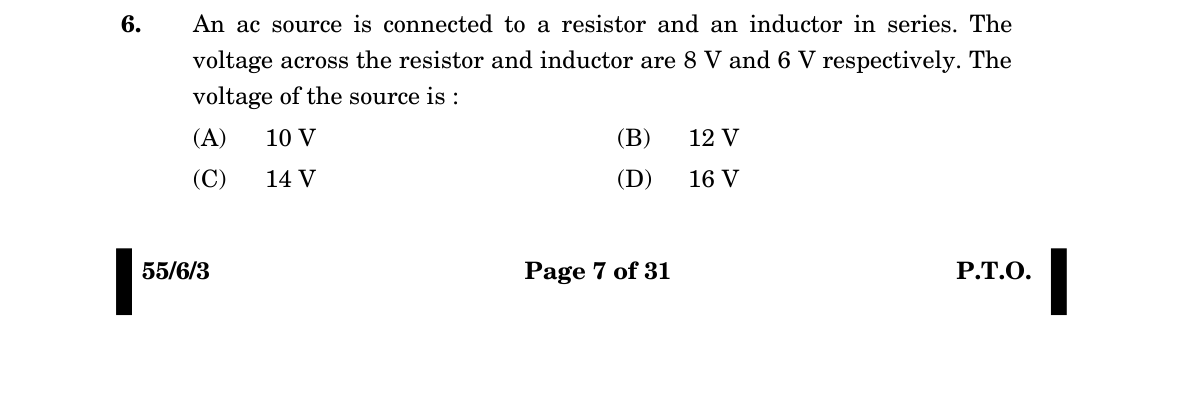 6. An ac source is connected to a resistor and an inductor in series. The
voltage across the resistor and inductor are 8 V and 6 V respectively. The
voltage of the source is :
(A) 10 V (B) 12 V
(C) 14 V (D) 16 V
55/6/3 Page 7 of 31 P.T.O.